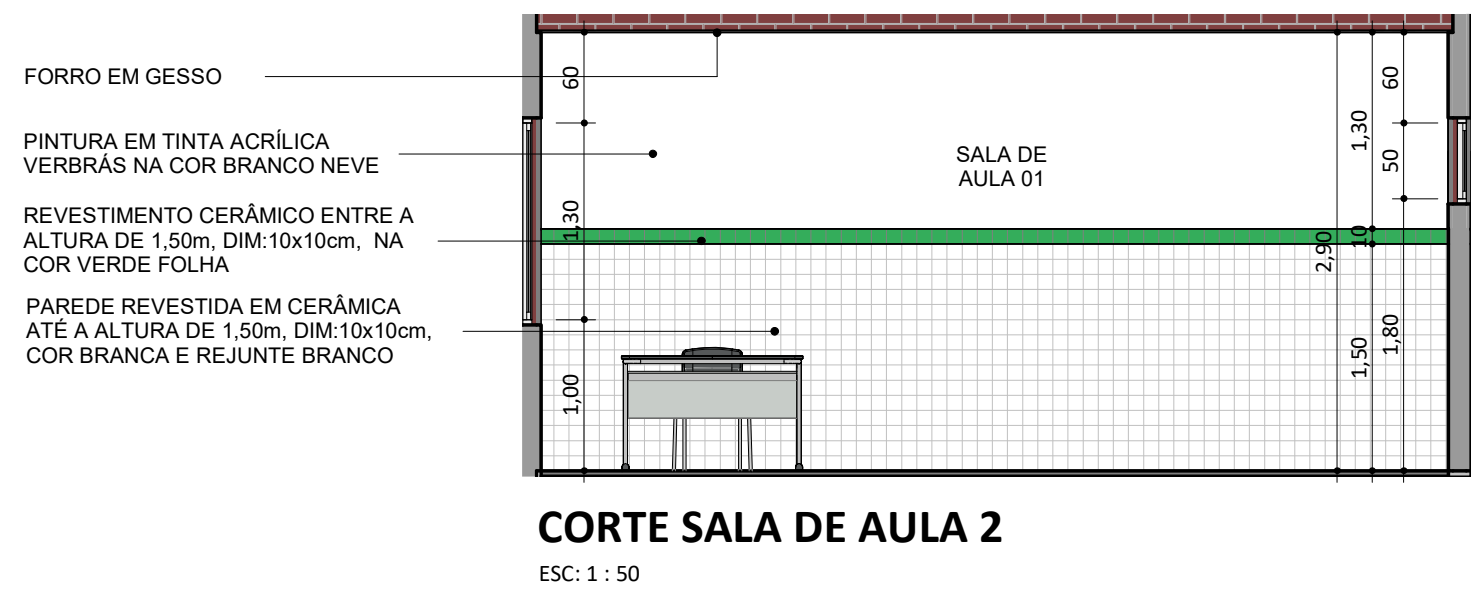 FORRO EM GESSO
PINTURA EM TINTA ACRÍLICA
VERBRÁS NA COR BRANCO NEVE
REVESTIMENTO CERÂMICO ENTRE A
ALTURA DE 1,50m, DIM:10x10cm, NA
COR VERDE FOLHA
PAREDE REVESTIDA EM CERÂMICA
ATÉ A ALTURA DE 1,50m, DIM:10x10cm,
COR BRANCA E REJUNTE BRANCO
60
1,30
1,00
SALA DE
AULA 01
2,90
1,30
10
1,50
60
50
1,80
CORTE SALA DE AULA 2
ESC: 1 : 50